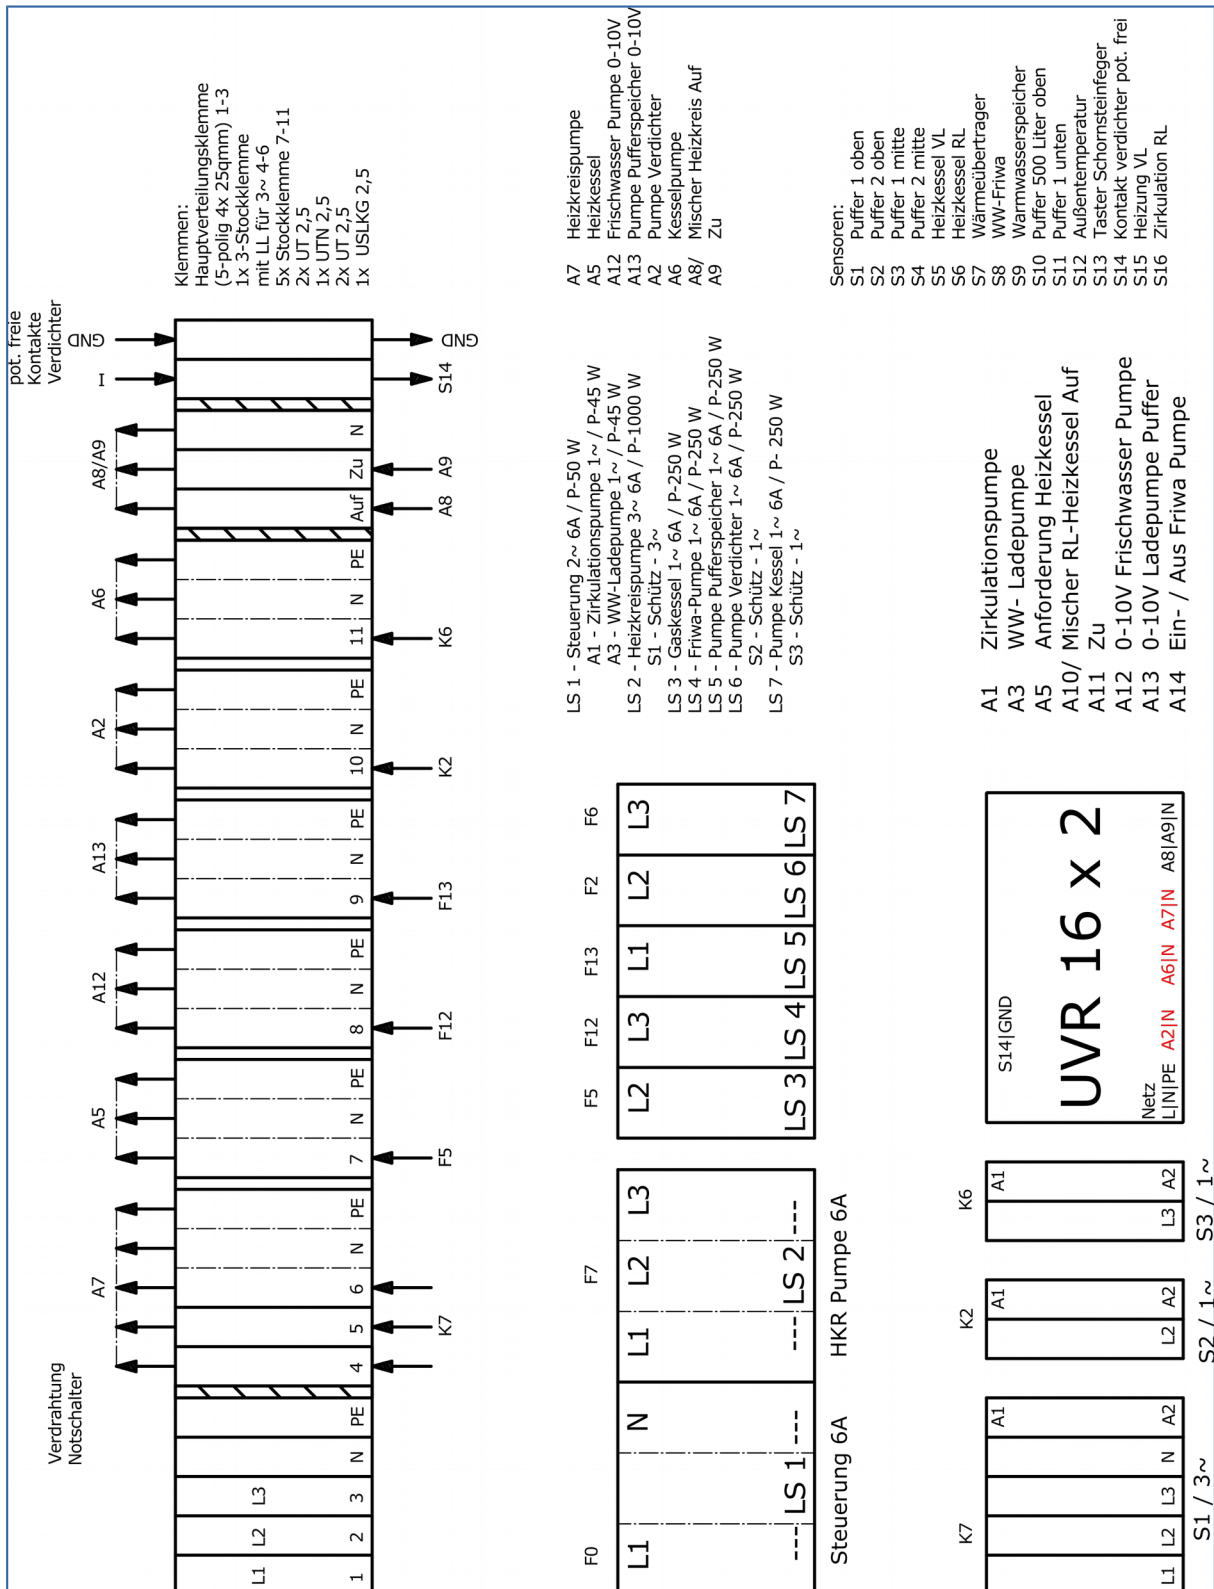 Verdrahtung
Notschalter
A7
A5
A12
A13
A2
A6
A8/A9
pot. freie
Kontakte
Verdichter
I
GND
L1 L2 L3
1 2 3 N PE 4 5 6 N PE 7 N PE 8 N PE 9 N PE 10 N PE 11 N PE Auf Zu N
K7 F5 F12 F13 K2 K6 A8 A9 S14 GND
Klemmen:
Hauptverteilungsklemme
(5-polig 4x 25qmm) 1-3
1x 3-Stockklemme
mit LL für 3~ 4-6
5x Stockklemme 7-11
2x UT 2,5
1x UTN 2,5
2x UT 2,5
1x USLKG 2,5
F0 F7 F5 F12 F13 F2 F6
L1 N L1 L2 L3 L2 L3 L1 L2 L3
--- LS 1 --- --- LS 2 --- LS 3 LS 4 LS 5 LS 6 LS 7
Steuerung 6A HKR Pumpe 6A
LS 1 - Steuerung 2~ 6A / P-50 W
A1 - Zirkulationspumpe 1~ / P-45 W
A3 - WW-Ladepumpe 1~ / P-45 W
LS 2 - Heizkreispumpe 3~ 6A / P-1000 W
S1 - Schütz - 3~
LS 3 - Gaskessel 1~ 6A / P-250 W
LS 4 - Friwa-Pumpe 1~ 6A / P-250 W
LS 5 - Pumpe Pufferspeicher 1~ 6A / P-250 W
LS 6 - Pumpe Verdichter 1~ 6A / P-250 W
S2 - Schütz - 1~
LS 7 - Pumpe Kessel 1~ 6A / P- 250 W
S3 - Schütz - 1~
A7 Heizkreispumpe
A5 Heizkessel
A12 Frischwasser Pumpe 0-10V
A13 Pumpe Pufferspeicher 0-10V
A2 Pumpe Verdichter
A6 Kesselpumpe
A8/ Mischer Heizkreis Auf
A9 Zu
K7 K2 K6
A1 A1 A1
L1 L2 L3 N A2 L2 A2 L3 A2
S1 / 3~ S2 / 1~ S3 / 1~
S14|GND
UVR 16 x 2
Netz
L|N|PE A2|N A6|N A7|N A8|A9|N
A1 Zirkulationspumpe
A3 WW- Ladepumpe
A5 Anforderung Heizkessel
A10/ Mischer RL-Heizkessel Auf
A11 Zu
A12 0-10V Frischwasser Pumpe
A13 0-10V Ladepumpe Puffer
A14 Ein- / Aus Friwa Pumpe
Sensoren:
S1 Puffer 1 oben
S2 Puffer 2 oben
S3 Puffer 1 mitte
S4 Puffer 2 mitte
S5 Heizkessel VL
S6 Heizkessel RL
S7 Wärmeübertrager
S8 WW-Friwa
S9 Warmwasserspeicher
S10 Puffer 500 Liter oben
S11 Puffer 1 unten
S12 Außentemperatur
S13 Taster Schornsteinfeger
S14 Kontakt verdichter pot. frei
S15 Heizung VL
S16 Zirkulation RL